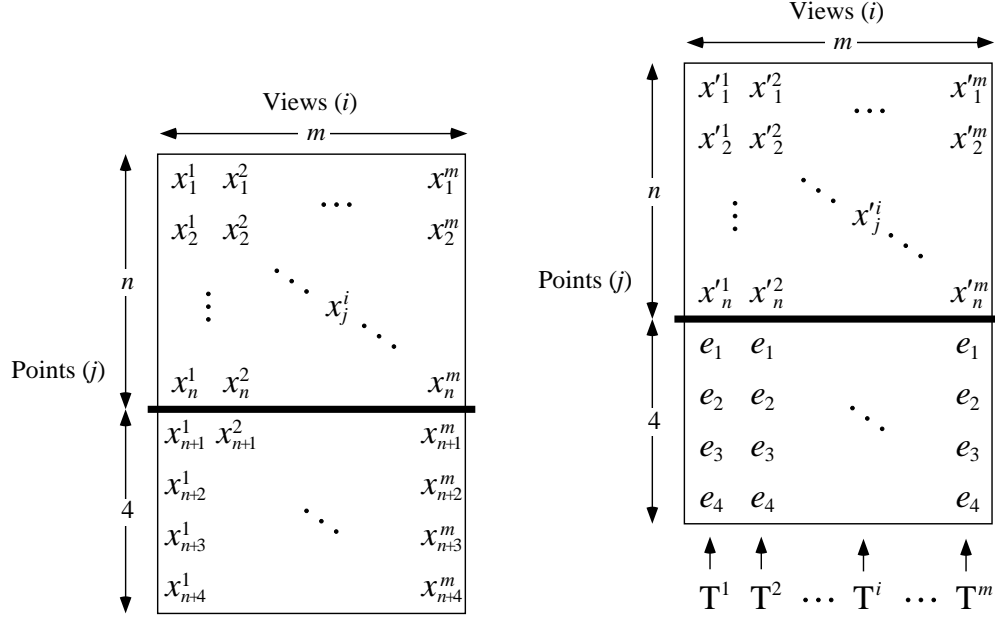 Views (i)
m
x_1^1 x_1^2 ... x_1^m
x_2^1 x_2^2 x_2^m
n
x_j^i
Points (j)
x_n^1 x_n^2 x_n^m
x_{n+1}^1 x_{n+1}^2 x_{n+1}^m
x_{n+2}^1 x_{n+2}^m
4
x_{n+3}^1 x_{n+3}^m
x_{n+4}^1 x_{n+4}^m
Views (i)
m
x'_1^1 x'_1^2 ... x'_1^m
x'_2^1 x'_2^2 x'_2^m
n
x'_j^i
Points (j)
x'_n^1 x'_n^2 x'_n^m
e_1 e_1 e_1
e_2 e_2 e_2
4
e_3 e_3 e_3
e_4 e_4 e_4
T^1 T^2 ... T^i ... T^m